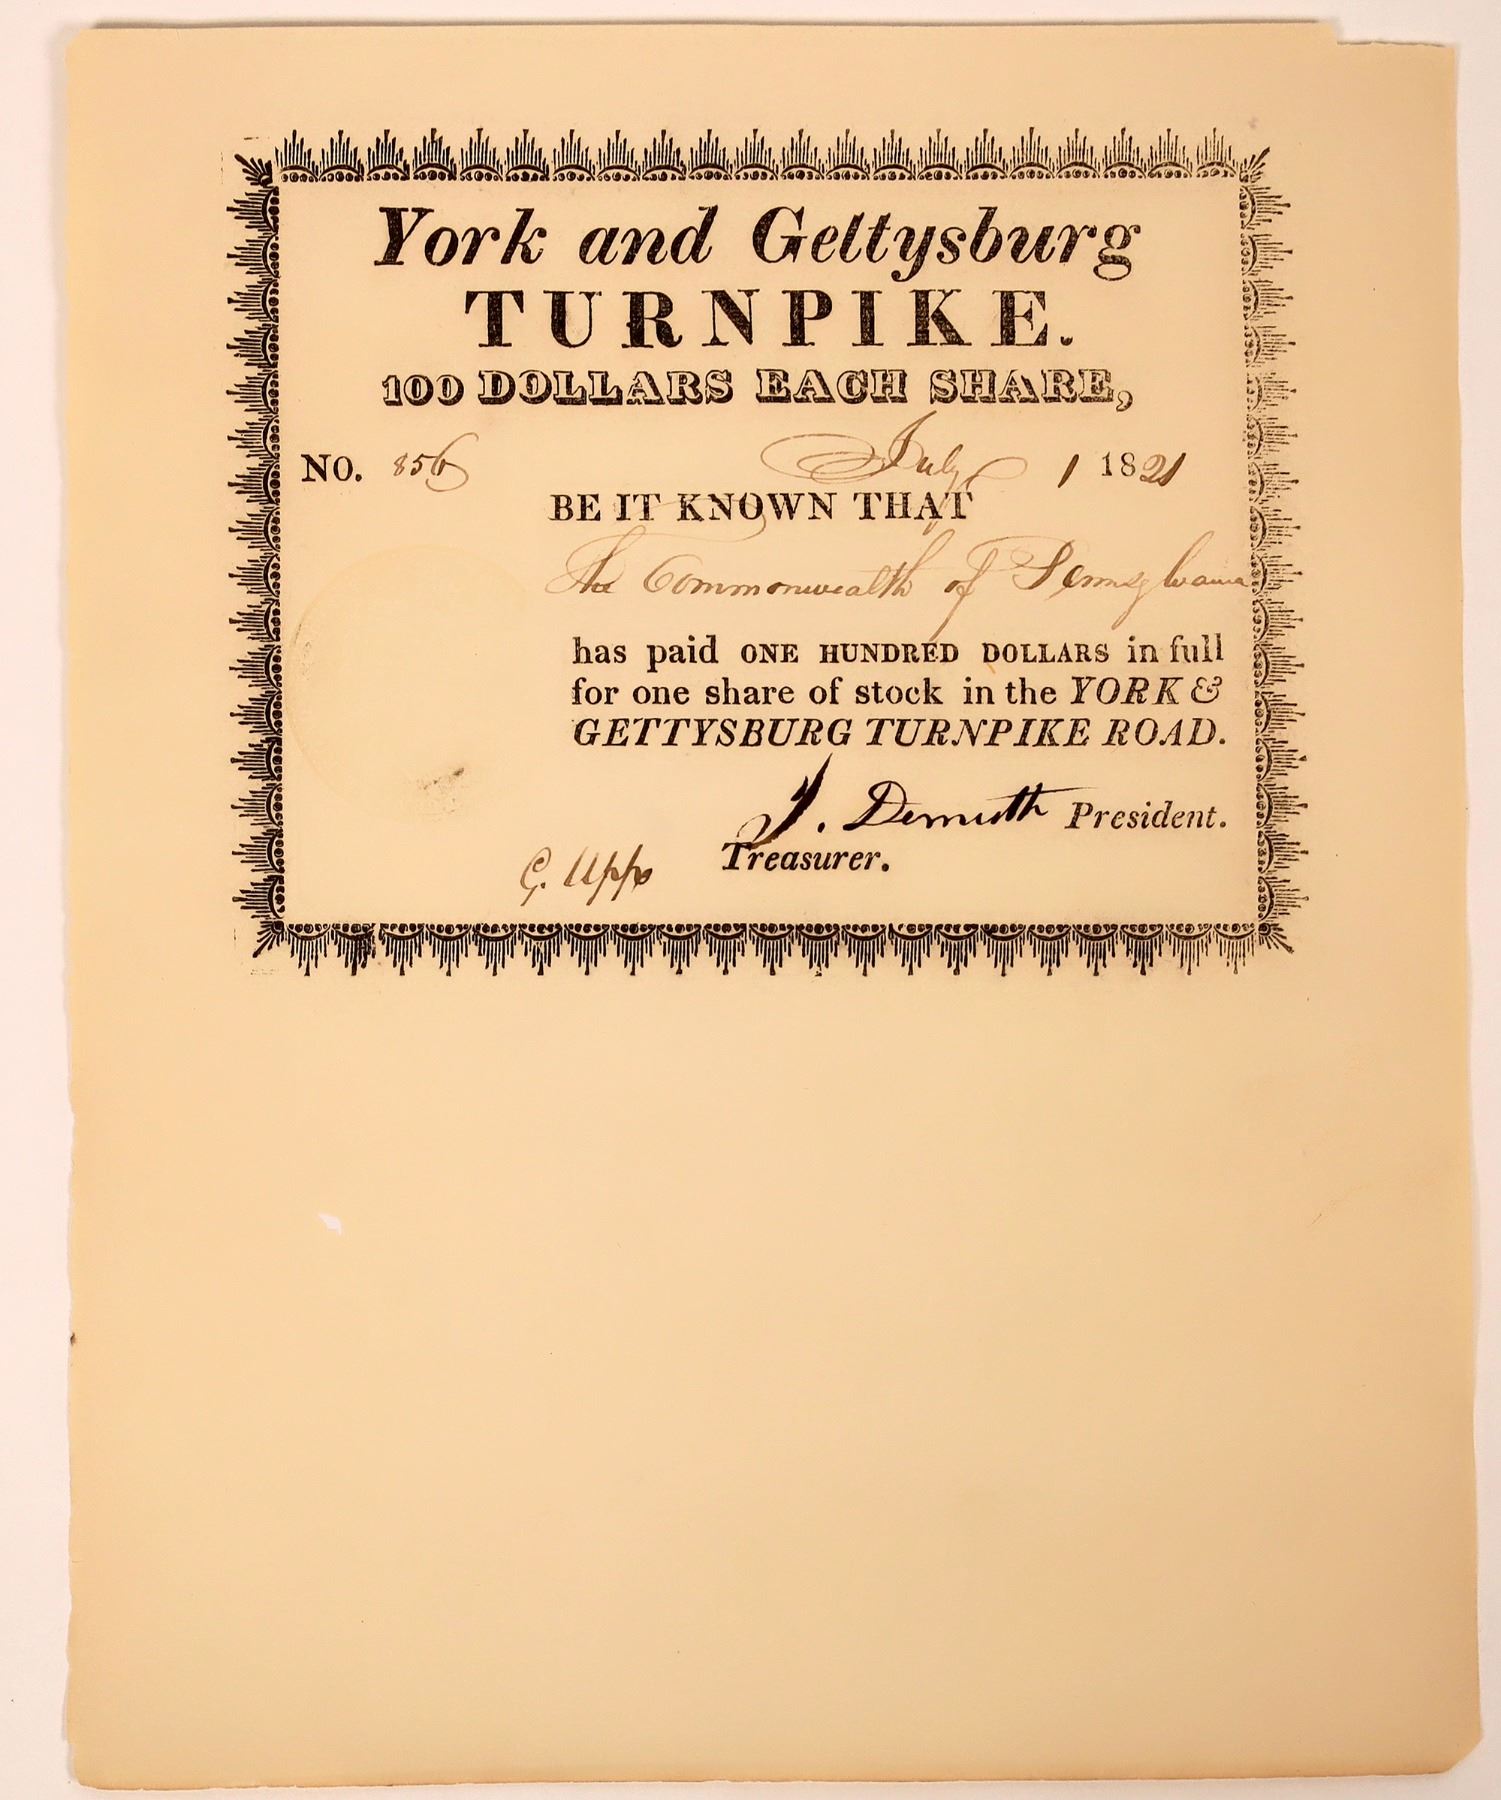 York and Gettysburg
TURNPIKE.
100 DOLLARS EACH SHARE,
NO. 856 July 1 1821
BE IT KNOWN THAT
The Commonwealth of Pennsylvania
has paid ONE HUNDRED DOLLARS in full
for one share of stock in the YORK &
GETTYSBURG TURNPIKE ROAD.
J. Demuth President.
G. Upp Treasurer.